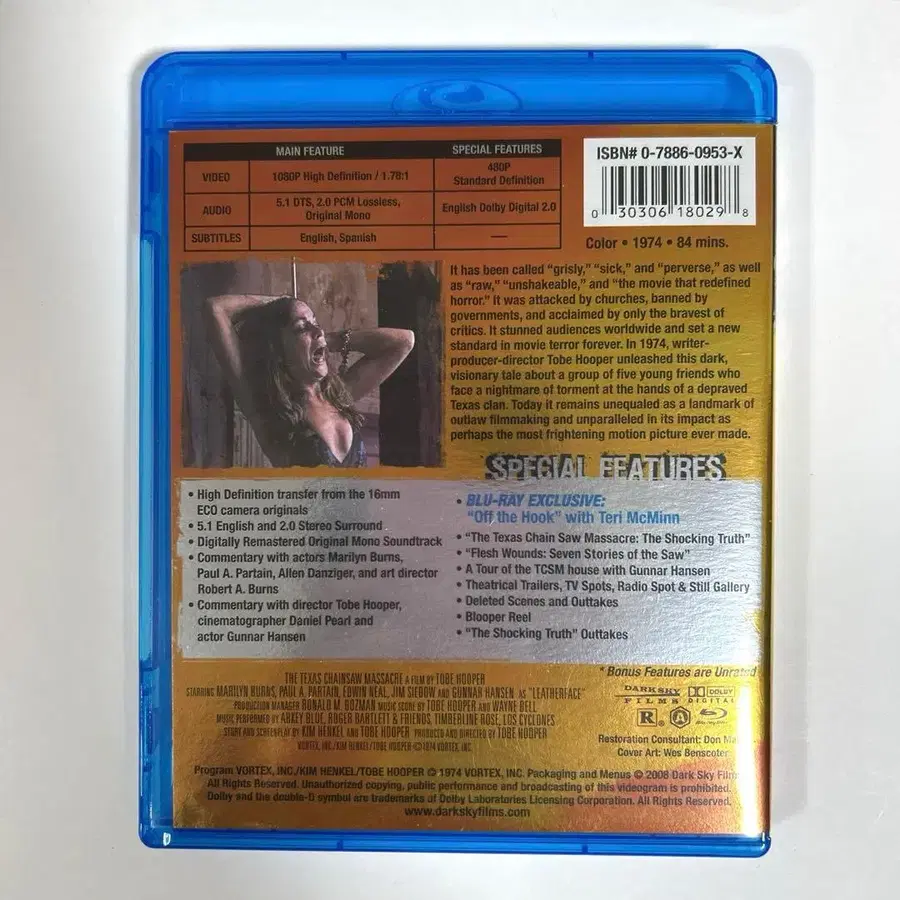 MAIN FEATURE SPECIAL FEATURES
VIDEO 1080P High Definition / 1.78:1 480P
Standard Definition
AUDIO 5.1 DTS, 2.0 PCM Lossless,
Original Mono English Dolby Digital 2.0
SUBTITLES English, Spanish —
ISBN# 0-7886-0953-X
0 30306 18029 8
Color • 1974 • 84 mins.
It has been called “grisly,” “sick,” and “perverse,” as well
as “raw,” “unshakeable,” and “the movie that redefined
horror.” It was attacked by churches, banned by
governments, and acclaimed by only the bravest of
critics. It stunned audiences worldwide and set a new
standard in movie terror forever. In 1974, writer-
producer-director Tobe Hooper unleashed this dark,
visionary tale about a group of five young friends who
face a nightmare of torment at the hands of a depraved
Texas clan. Today it remains unequaled as a landmark of
outlaw filmmaking and unparalleled in its impact as
perhaps the most frightening motion picture ever made.
SPECIAL FEATURES
• High Definition transfer from the 16mm
ECO camera originals
• 5.1 English and 2.0 Stereo Surround
• Digitally Remastered Original Mono Soundtrack
• Commentary with actors Marilyn Burns,
Paul A. Partain, Allen Danziger, and art director
Robert A. Burns
• Commentary with director Tobe Hooper,
cinematographer Daniel Pearl and
actor Gunnar Hansen
• BLU-RAY EXCLUSIVE:
“Off the Hook” with Teri McMinn
• “The Texas Chain Saw Massacre: The Shocking Truth”
• “Flesh Wounds: Seven Stories of the Saw”
• A Tour of the TCSM house with Gunnar Hansen
• Theatrical Trailers, TV Spots, Radio Spot & Still Gallery
• Deleted Scenes and Outtakes
• Blooper Reel
• “The Shocking Truth” Outtakes
* Bonus Features are Unrated
THE TEXAS CHAINSAW MASSACRE A FILM BY TOBE HOOPER
STARRING MARILYN BURNS, PAUL A. PARTAIN, EDWIN NEAL, JIM SIEDOW AND GUNNAR HANSEN AS "LEATHERFACE"
PRODUCTION MANAGER RONALD M. BOZMAN MUSIC SCORE BY TOBE HOOPER AND WAYNE BELL
MUSIC PERFORMED BY ARKEY BLUE, ROGER BARTLETT & FRIENDS, TIMBERLINE ROSE, LOS CYCLONES
STORY AND SCREENPLAY BY KIM HENKEL AND TOBE HOOPER PRODUCED AND DIRECTED BY TOBE HOOPER
VORTEX, INC./KIM HENKEL/TOBE HOOPER ©1974 VORTEX, INC.
DARK SKY
FILMS
DOLBY
DIGITAL
R
A
Restoration Consultant: Don
Cover Art: Wes Benscoter
Program VORTEX, INC./KIM HENKEL/TOBE HOOPER © 1974 VORTEX, INC. Packaging and Menus © 2008 Dark Sky
All Rights Reserved. Unauthorized copying, public performance and broadcasting of this videogram is prohibited.
Dolby and the double-D symbol are trademarks of Dolby Laboratories Licensing Corporation. All Rights Reserved.
www.darkskyfilms.com